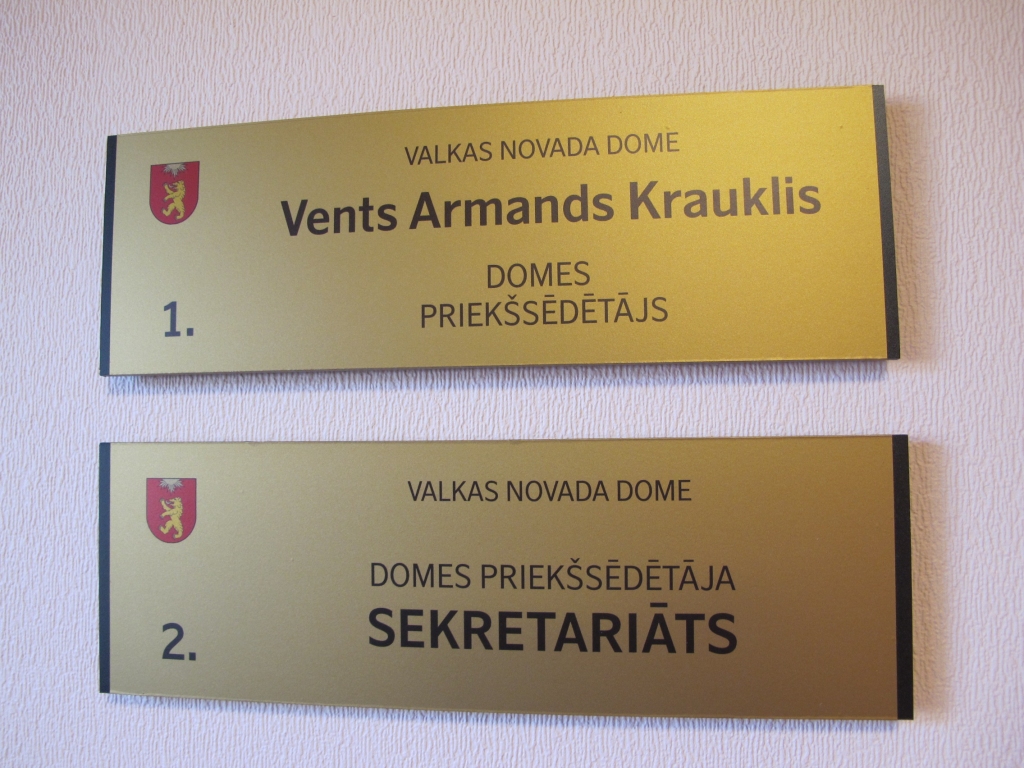 VALKAS NOVADA DOME
Vents Armands Krauklis
DOMES
PRIEKŠSĒDĒTĀJS
1.
VALKAS NOVADA DOME
DOMES PRIEKŠSĒDĒTĀJA
SEKRETARIĀTS
2.